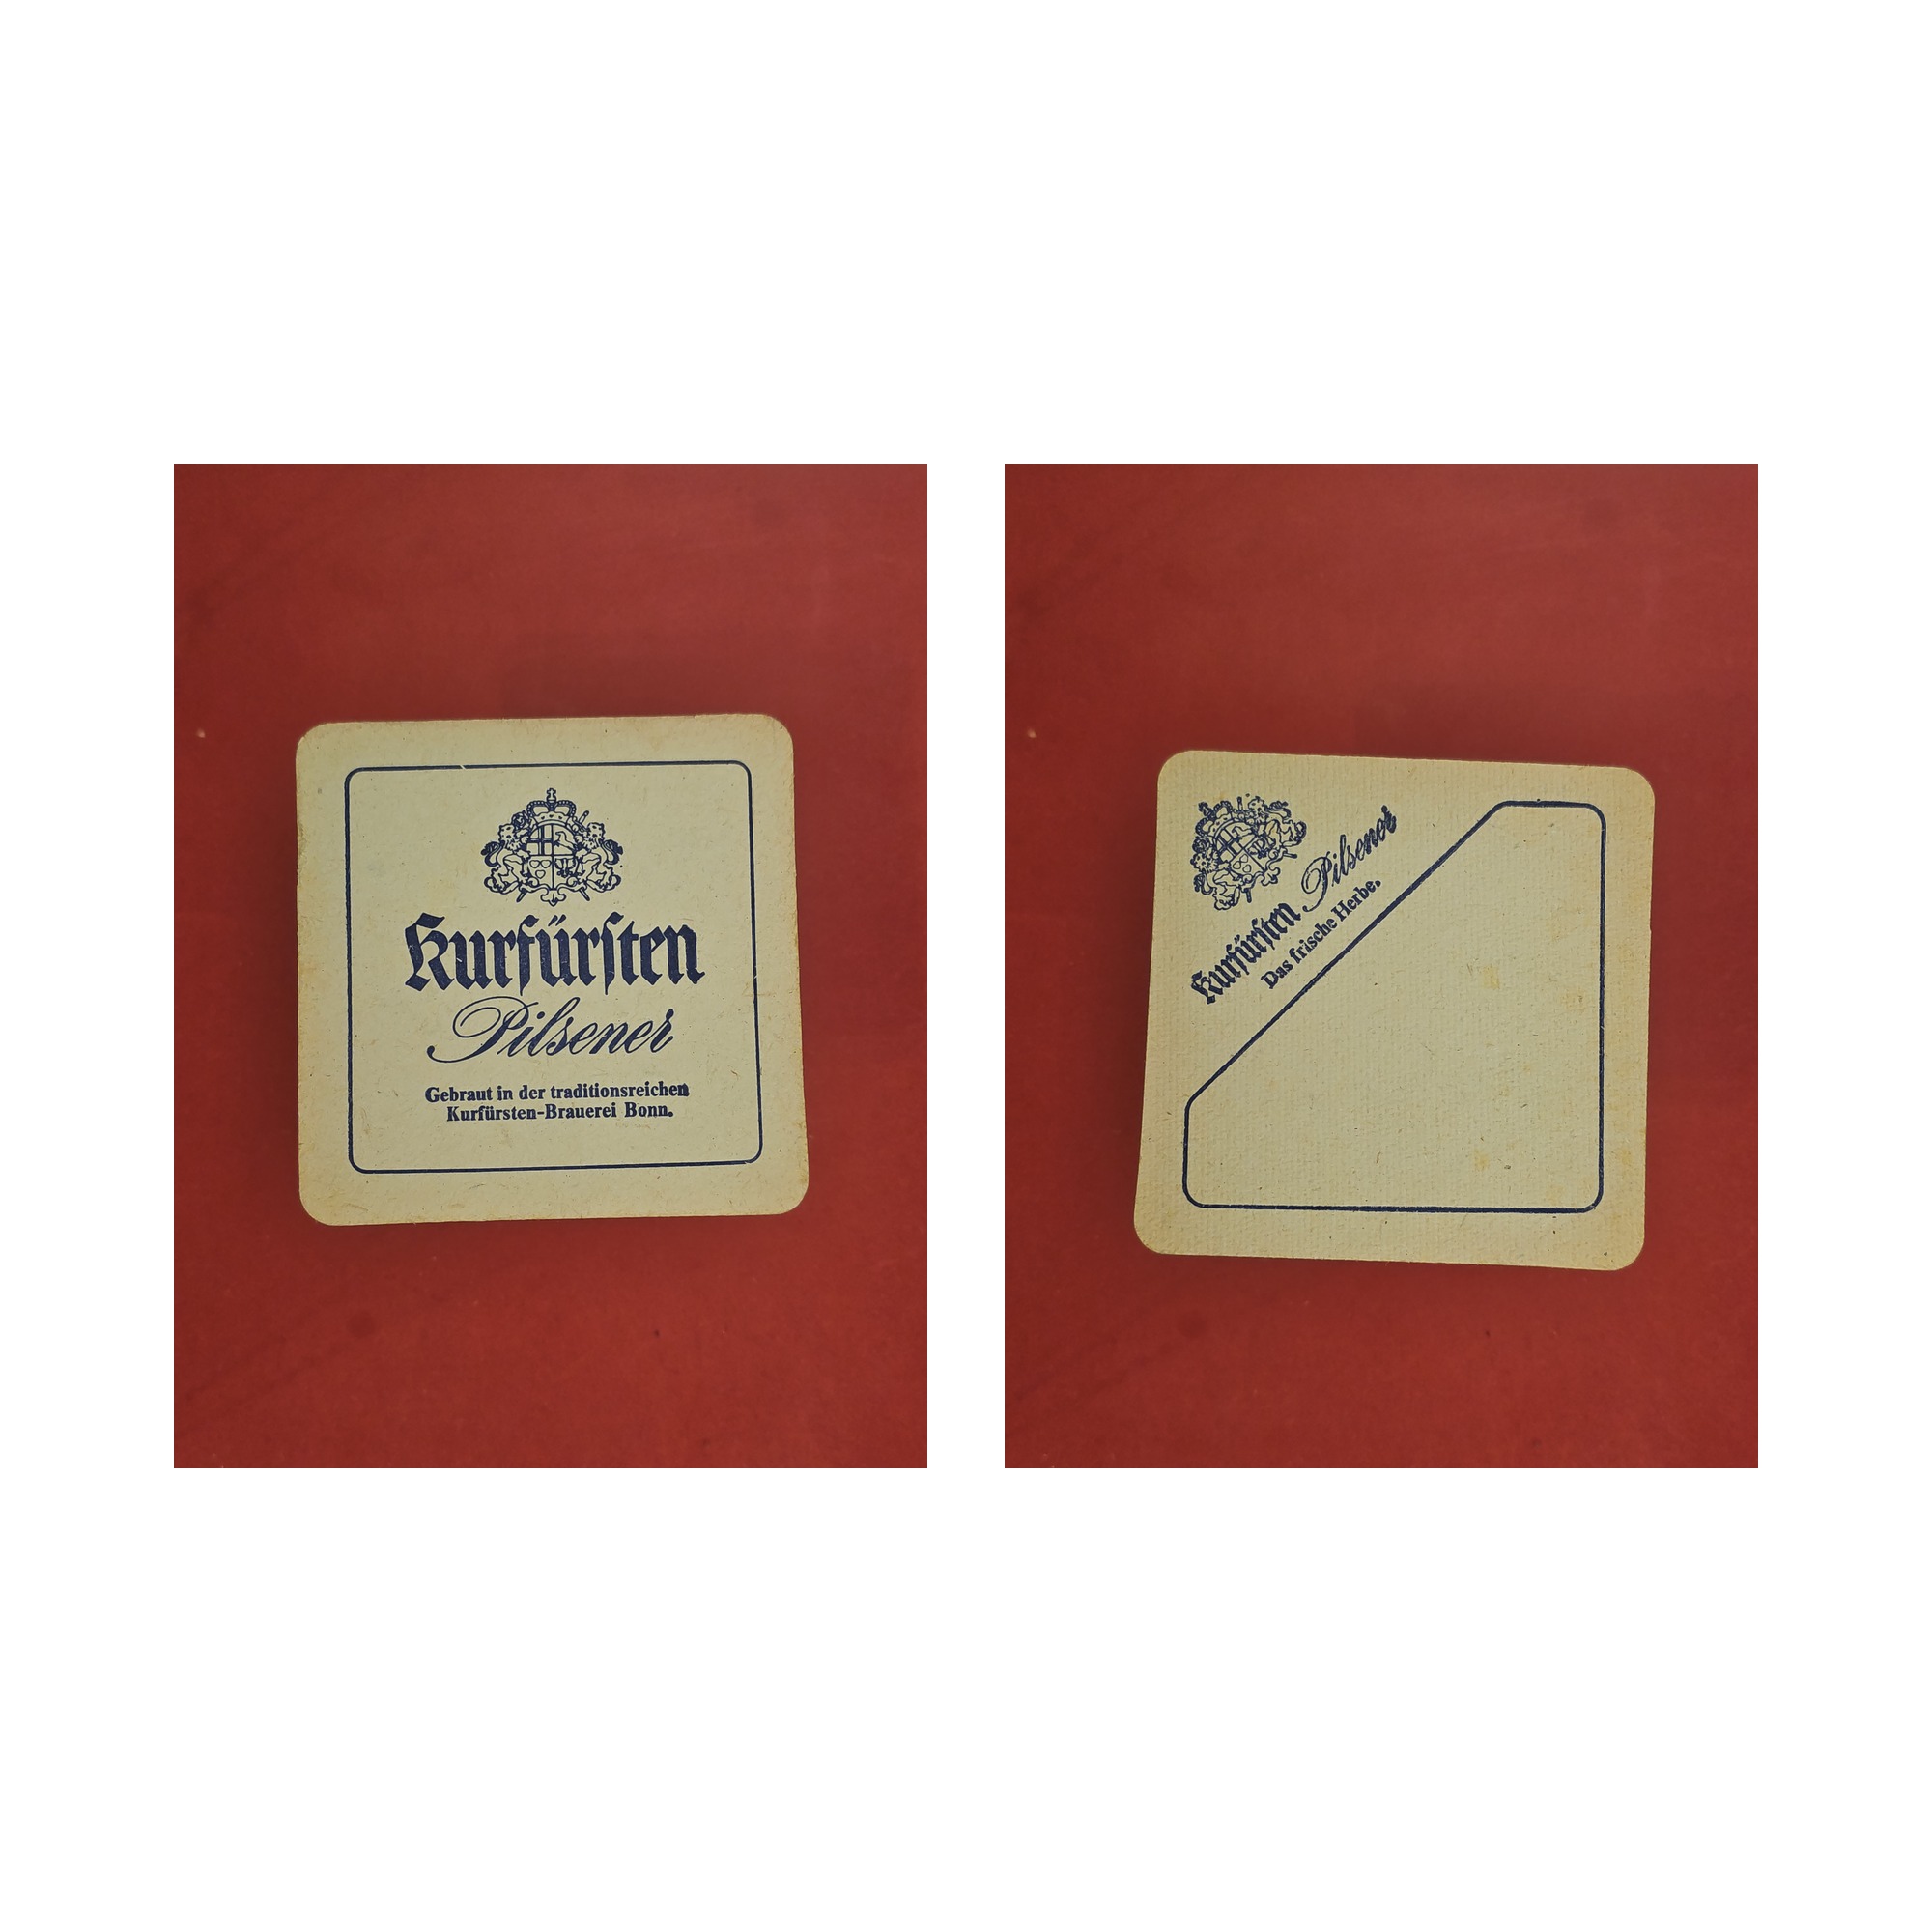 Kurfürſten
Pilsener
Gebraut in der traditionsreichen
Kurfürsten-Brauerei Bonn.
Kurfürſten Pilsener
Das frische Herbe.